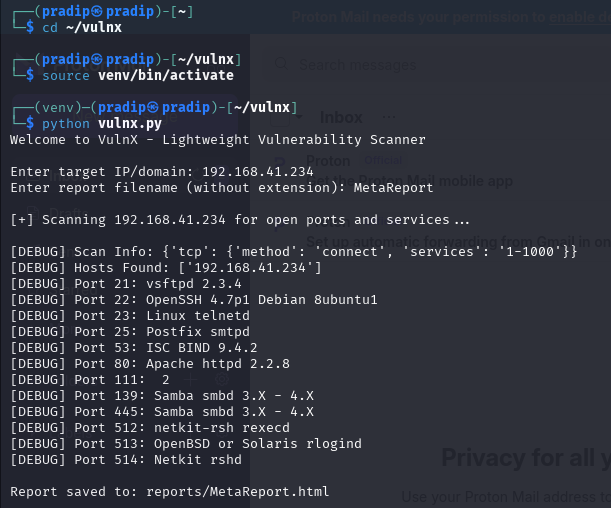 ┌──(pradip㉿pradip)-[~]
└─$ cd ~/vulnx
┌──(pradip㉿pradip)-[~/vulnx]
└─$ source venv/bin/activate
┌──(venv)─(pradip㉿pradip)-[~/vulnx]
└─$ python vulnx.py
Welcome to VulnX - Lightweight Vulnerability Scanner
Enter target IP/domain: 192.168.41.234
Enter report filename (without extension): MetaReport
[+] Scanning 192.168.41.234 for open ports and services...
[DEBUG] Scan Info: {'tcp': {'method': 'connect', 'services': '1-1000'}}
[DEBUG] Hosts Found: ['192.168.41.234']
[DEBUG] Port 21: vsftpd 2.3.4
[DEBUG] Port 22: OpenSSH 4.7p1 Debian 8ubuntu1
[DEBUG] Port 23: Linux telnetd
[DEBUG] Port 25: Postfix smtpd
[DEBUG] Port 53: ISC BIND 9.4.2
[DEBUG] Port 80: Apache httpd 2.2.8
[DEBUG] Port 111:  2
[DEBUG] Port 139: Samba smbd 3.X - 4.X
[DEBUG] Port 445: Samba smbd 3.X - 4.X
[DEBUG] Port 512: netkit-rsh rexecd
[DEBUG] Port 513: OpenBSD or Solaris rlogind
[DEBUG] Port 514: Netkit rshd
Report saved to: reports/MetaReport.html
Proton Mail needs your permission to enable
Search messages
Inbox
Proton
Get the Proton Mail mobile app
Set up automatic forwarding from Gmail in
Privacy for all
Use your Proton Mail address to